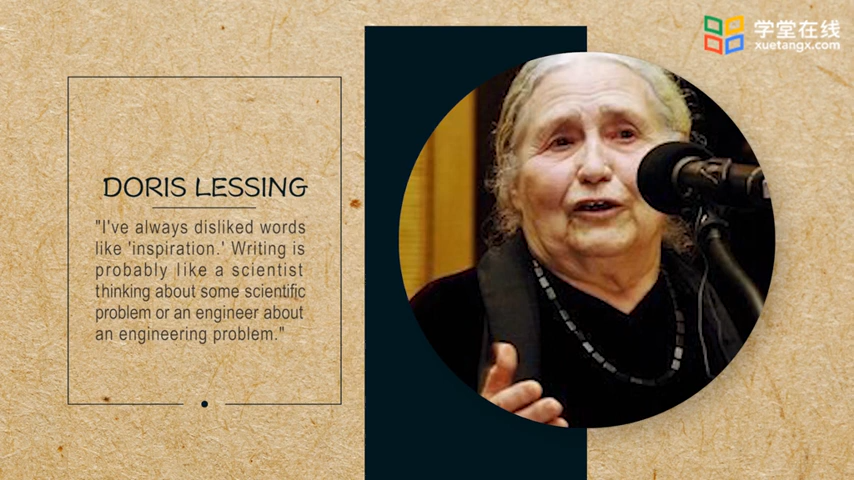 学堂在线
xuetangx.com
DORIS LESSING
"I've always disliked words
like 'inspiration.' Writing is
probably like a scientist
thinking about some scientific
problem or an engineer about
an engineering problem."